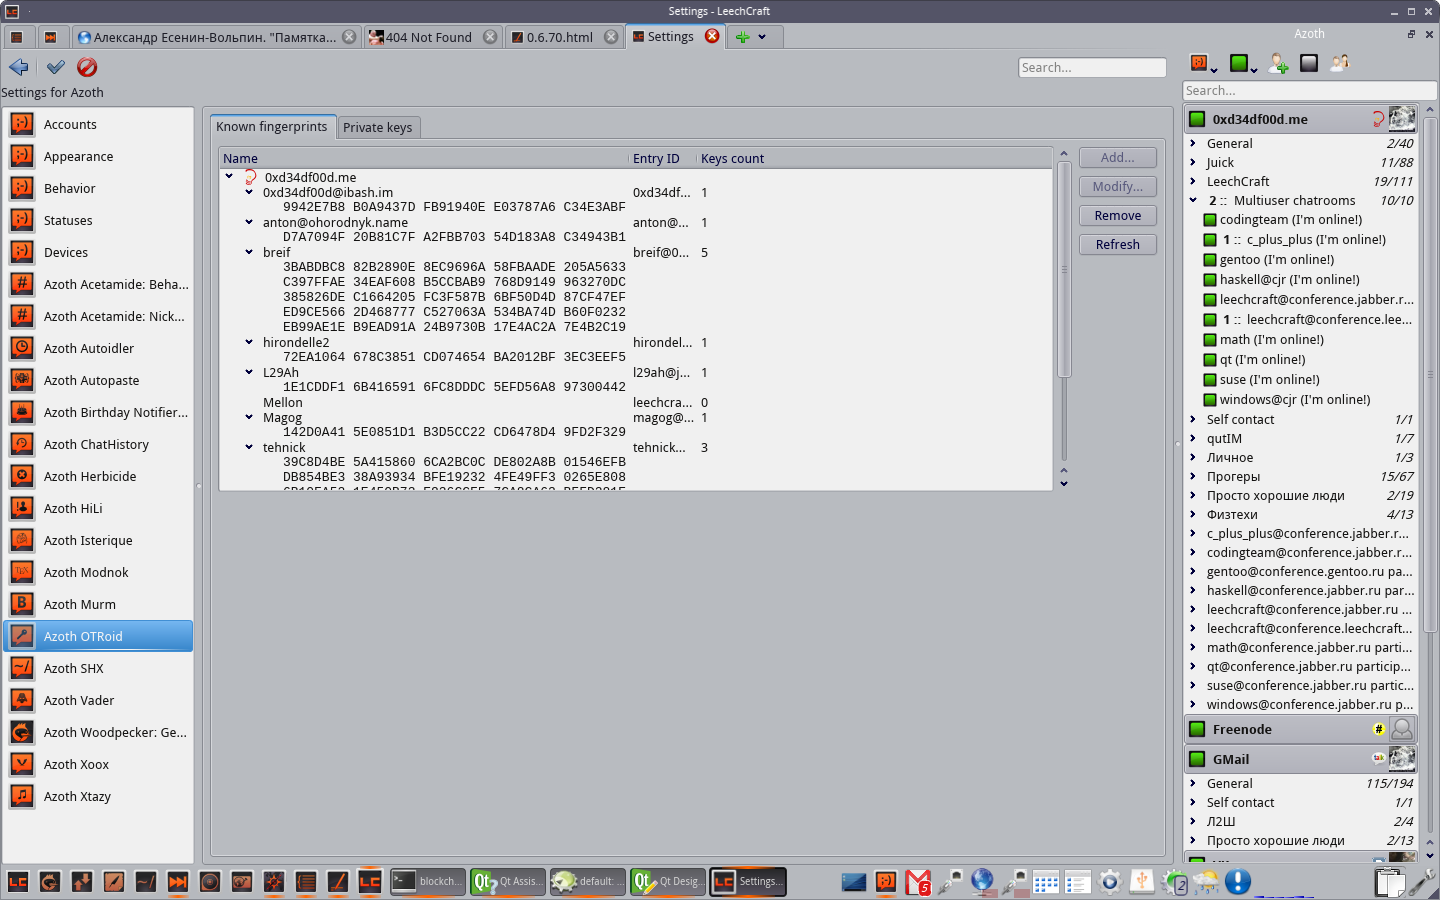 Settings - LeechCraft
Александр Есенин-Вольпин. "Памятка...
404 Not Found
0.6.70.html
Settings
Azoth
Search...
Search...
Settings for Azoth
Accounts
Appearance
Behavior
Statuses
Devices
Azoth Acetamide: Beha...
Azoth Acetamide: Nick...
Azoth Autoidler
Azoth Autopaste
Azoth Birthday Notifier...
Azoth ChatHistory
Azoth Herbicide
Azoth HiLi
Azoth Isterique
Azoth Modnok
Azoth Murm
Azoth OTRoid
Azoth SHX
Azoth Vader
Azoth Woodpecker: Ge...
Azoth Xoox
Azoth Xtazy
Known fingerprints
Private keys
Name Entry ID Keys count
0xd34df00d.me
0xd34df00d@ibash.im 0xd34df... 1
9942E7B8 B0A9437D FB91940E E03787A6 C34E3ABF
anton@ohorodnyk.name anton@... 1
D7A7094F 20B81C7F A2FBB703 54D183A8 C34943B1
breif breif@0... 5
3BABDBC8 82B2890E 8EC9696A 58FBAADE 205A5633
C397FFAE 34EAF608 B5CCBAB9 768D9149 963270DC
385826DE C1664205 FC3F587B 6BF50D4D 87CF47EF
ED9CE566 2D468777 C527063A 534BA74D B60F0232
EB99AE1E B9EAD91A 24B9730B 17E4AC2A 7E4B2C19
hirondelle2 hirondel... 1
72EA1064 678C3851 CD074654 BA2012BF 3EC3EEF5
L29Ah l29ah@j... 1
1E1CDDF1 6B416591 6FC8DDDC 5EFD56A8 97300442
Mellon leechcra... 0
Magog magog@... 1
142D0A41 5E0851D1 B3D5CC22 CD6478D4 9FD2F329
tehnick tehnick... 3
39C8D4BE 5A415860 6CA2BC0C DE802A8B 01546EFB
DB854BE3 38A93934 BFE19232 4FE49FF3 0265E808
Add...
Modify...
Remove
Refresh
0xd34df00d.me
General 2/40
Juick 11/88
LeechCraft 19/111
2 :: Multiuser chatrooms 10/10
codingteam (I'm online!)
1 :: c_plus_plus (I'm online!)
gentoo (I'm online!)
haskell@cjr (I'm online!)
leechcraft@conference.jabber.r...
1 :: leechcraft@conference.lee...
math (I'm online!)
qt (I'm online!)
suse (I'm online!)
windows@cjr (I'm online!)
Self contact 1/1
qutIM 1/7
Личное 1/3
Прогеры 15/67
Просто хорошие люди 2/19
Физтехи 4/13
c_plus_plus@conference.jabber.r...
codingteam@conference.jabber.r...
gentoo@conference.gentoo.ru pa...
haskell@conference.jabber.ru par...
leechcraft@conference.jabber.ru ...
leechcraft@conference.leechcraft...
math@conference.jabber.ru parti...
qt@conference.jabber.ru particip...
suse@conference.jabber.ru partic...
windows@conference.jabber.ru p...
Freenode
GMail
General 115/194
Self contact 1/1
Л2Ш 2/4
Просто хорошие люди 2/13
blockch...
Qt Assis...
default: ...
Qt Desig...
Settings...
5
2